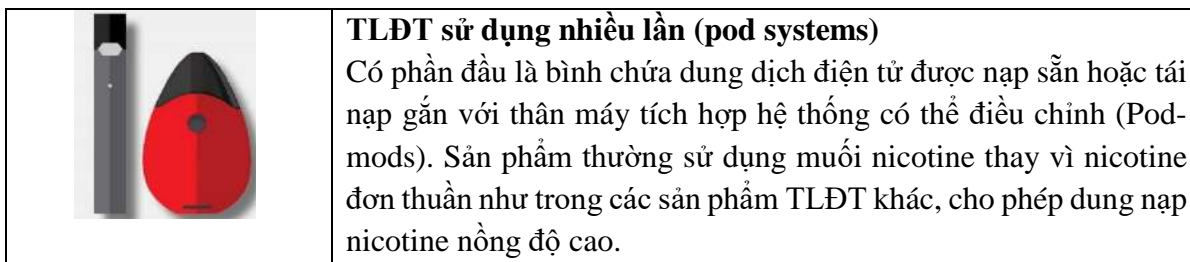 TLĐT sử dụng nhiều lần (pod systems)
Có phần đầu là bình chứa dung dịch điện tử được nạp sẵn hoặc tái
nạp gắn với thân máy tích hợp hệ thống có thể điều chỉnh (Pod-
mods). Sản phẩm thường sử dụng muối nicotine thay vì nicotine
đơn thuần như trong các sản phẩm TLĐT khác, cho phép dung nạp
nicotine nồng độ cao.